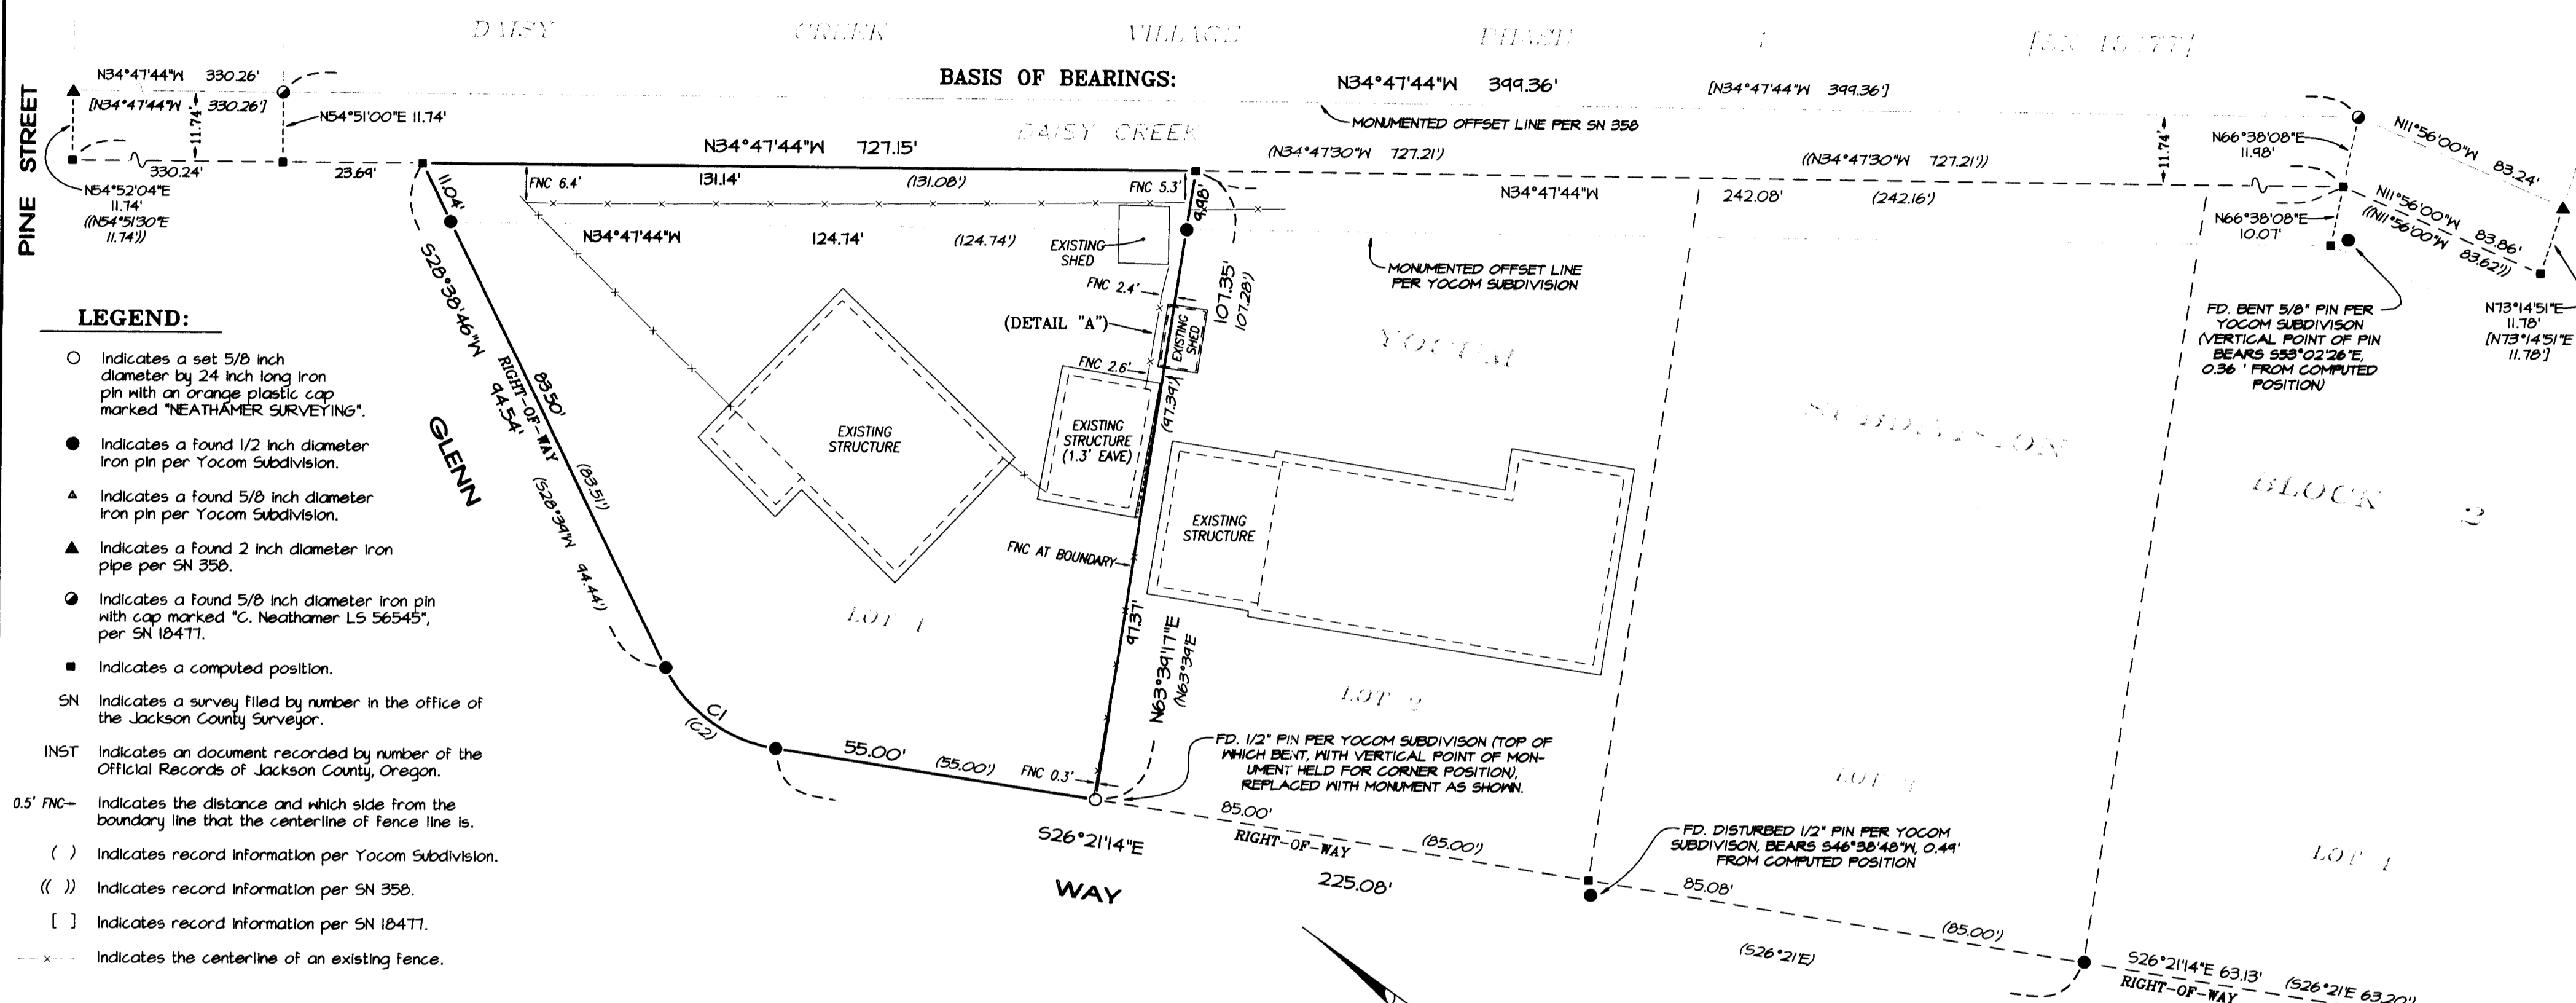 DAISY CREEK VILLAGE PHASE 1 [SN 18477]
PINE STREET
N34°47'44"W 330.26'
[N34°47'44"W 330.26']
11.74'
N54°51'00"E 11.74'
330.24'
23.69'
N54°52'04"E
11.74'
((N54°51'30"E
11.74'))
BASIS OF BEARINGS:
N34°47'44"W 399.36'
[N34°47'44"W 399.36']
MONUMENTED OFFSET LINE PER SN 358
DAISY CREEK
N34°47'44"W 727.15'
(N34°47'30"W 727.21')
((N34°47'30"W 727.21'))
11.74'
N66°38'08"E
11.98'
N11°56'00"W 83.24'
11.04'
FNC 6.4'
131.14'
(131.08')
FNC 5.3'
9.98'
N34°47'44"W
242.08'
(242.16')
N11°56'00"W 83.86'
((N11°56'00"W 83.62'))
N66°38'08"E
10.07'
N34°47'44"W
124.74'
(124.74')
EXISTING
SHED
MONUMENTED OFFSET LINE
PER YOCOM SUBDIVISION
FD. BENT 5/8" PIN PER
YOCOM SUBDIVISON
(VERTICAL POINT OF PIN
BEARS S53°02'26"E,
0.36 ' FROM COMPUTED
POSITION)
N73°14'51"E
11.78'
[N73°14'51"E
11.78']
FNC 2.4'
107.35'
107.28')
(DETAIL "A")
EXISTING
SHED
FNC 2.6'
(97.39')
S28°38'46"W
RIGHT-OF-WAY
94.54'
83.50'
(83.51')
(S28°39'W 94.44')
GLENN
EXISTING
STRUCTURE
EXISTING
STRUCTURE
(1.3' EAVE)
EXISTING
STRUCTURE
FNC AT BOUNDARY
97.37'
N63°39'17"E
(N63°39'E
YOCUM
SUBDIVISION
BLOCK 2
LOT 1
LOT 2
LOT 4
C1
(C2)
55.00'
(55.00')
FNC 0.3'
FD. 1/2" PIN PER YOCOM SUBDIVISON (TOP OF
WHICH BENT, WITH VERTICAL POINT OF MON-
UMENT HELD FOR CORNER POSITION),
REPLACED WITH MONUMENT AS SHOWN.
85.00'
RIGHT-OF-WAY
(85.00')
S26°21'14"E
225.08'
WAY
FD. DISTURBED 1/2" PIN PER YOCOM
SUBDIVISON, BEARS S46°38'48"W, 0.49'
FROM COMPUTED POSITION
85.08'
(85.00')
(S26°21'E)
S26°21'14"E 63.13'
(S26°21'E 63.20')
RIGHT-OF-WAY
LEGEND:
Indicates a set 5/8 inch
diameter by 24 inch long iron
pin with an orange plastic cap
marked "NEATHAMER SURVEYING".
Indicates a found 1/2 inch diameter
iron pin per Yocom Subdivision.
Indicates a found 5/8 inch diameter
iron pin per Yocom Subdivision.
Indicates a found 2 inch diameter iron
pipe per SN 358.
Indicates a found 5/8 inch diameter iron pin
with cap marked "C. Neathamer LS 56545",
per SN 18477.
Indicates a computed position.
SN Indicates a survey filed by number in the office of
the Jackson County Surveyor.
INST Indicates an document recorded by number of the
Official Records of Jackson County, Oregon.
0.5' FNC Indicates the distance and which side from the
boundary line that the centerline of fence line is.
( ) Indicates record information per Yocom Subdivision.
(( )) Indicates record information per SN 358.
[ ] Indicates record information per SN 18477.
Indicates the centerline of an existing fence.